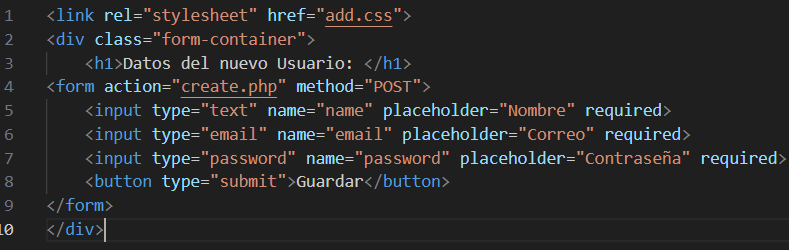 1 <link rel="stylesheet" href="add.css">
2 <div class="form-container">
3     <h1>Datos del nuevo Usuario: </h1>
4 <form action="create.php" method="POST">
5     <input type="text" name="name" placeholder="Nombre" required>
6     <input type="email" name="email" placeholder="Correo" required>
7     <input type="password" name="password" placeholder="Contraseña" required>
8     <button type="submit">Guardar</button>
9 </form>
10 </div>